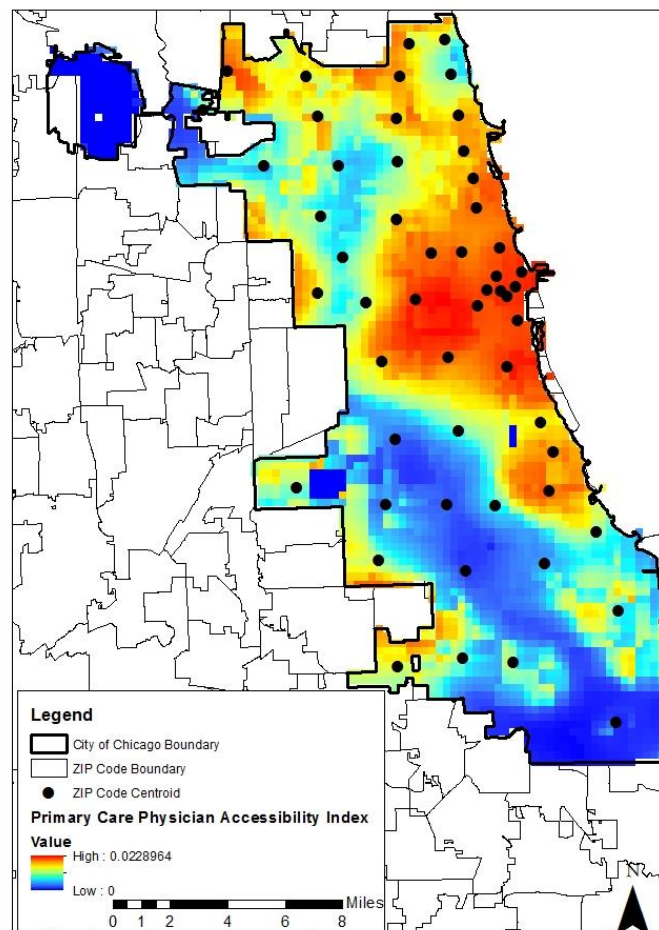 Legend
City of Chicago Boundary
ZIP Code Boundary
ZIP Code Centroid
Primary Care Physician Accessibility Index
Value
High : 0.0228964
Low : 0
Miles
0 1 2 4 6 8
N